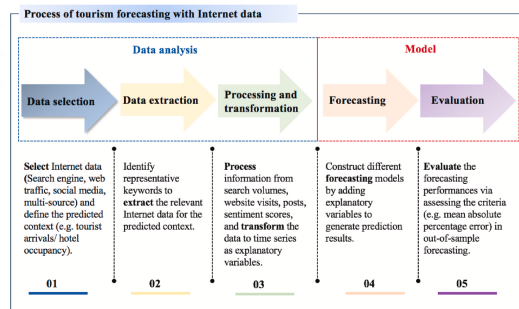 Process of tourism forecasting with Internet data
Data analysis
Model
Data selection
Data extraction
Processing and
transformation
Forecasting
Evaluation
Select Internet data
(Search engine, web
traffic, social media,
multi-source) and
define the predicted
context (e.g. tourist
arrivals/ hotel
occupancy).
Identify
representative
keywords to
extract the relevant
Internet data for the
predicted context.
Process
information from
search volumes,
website visits, posts,
sentiment scores,
and transform the
data to time series
as explanatory
variables.
Construct different
forecasting models
by adding
explanatory
variables to
generate prediction
results.
Evaluate the
forecasting
performances via
assessing the criteria
(e.g. mean absolute
percentage error) in
out-of-sample
forecasting.
01
02
03
04
05